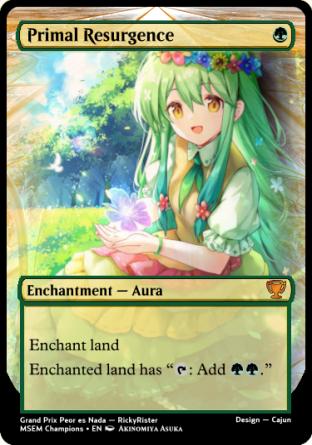 Primal Resurgence
Enchantment — Aura
Enchant land
Enchanted land has “: Add .”
Grand Prix Peor es Nada — RickyRister
Design — Cajun
MSEM Champions • EN Akinomiya Asuka